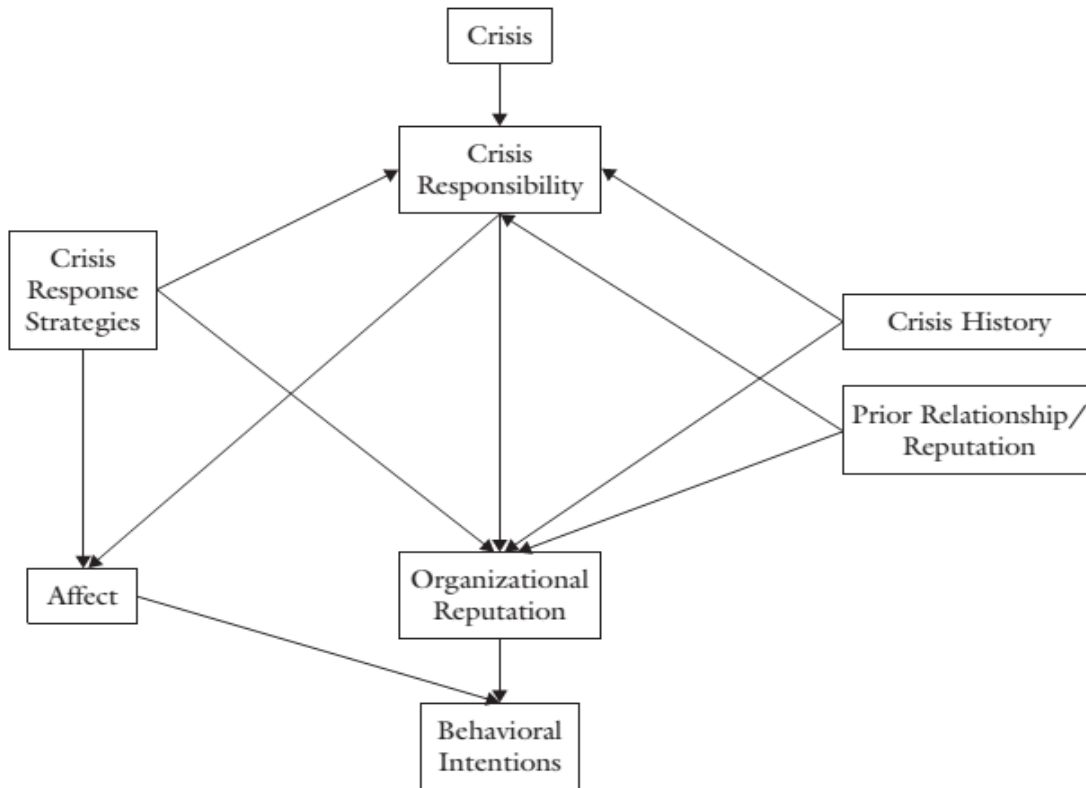 Crisis
Crisis
Responsibility
Crisis
Response
Strategies
Crisis History
Prior Relationship/
Reputation
Affect
Organizational
Reputation
Behavioral
Intentions